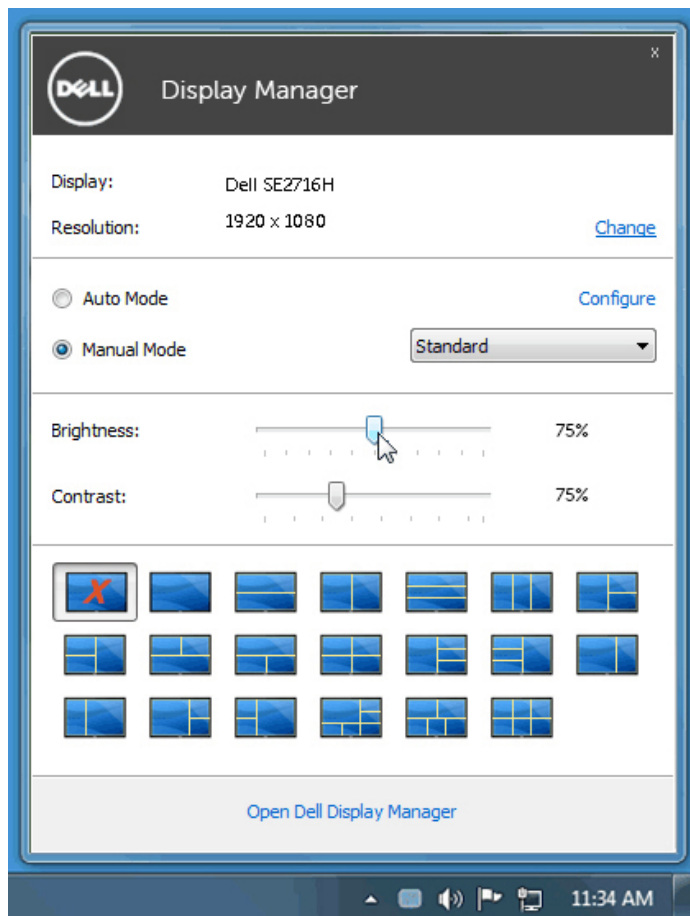 x
DELL Display Manager
Display: Dell SE2716H
Resolution: 1920 x 1080 Change
Auto Mode Configure
Manual Mode Standard
Brightness: 75%
Contrast: 75%
Open Dell Display Manager
11:34 AM